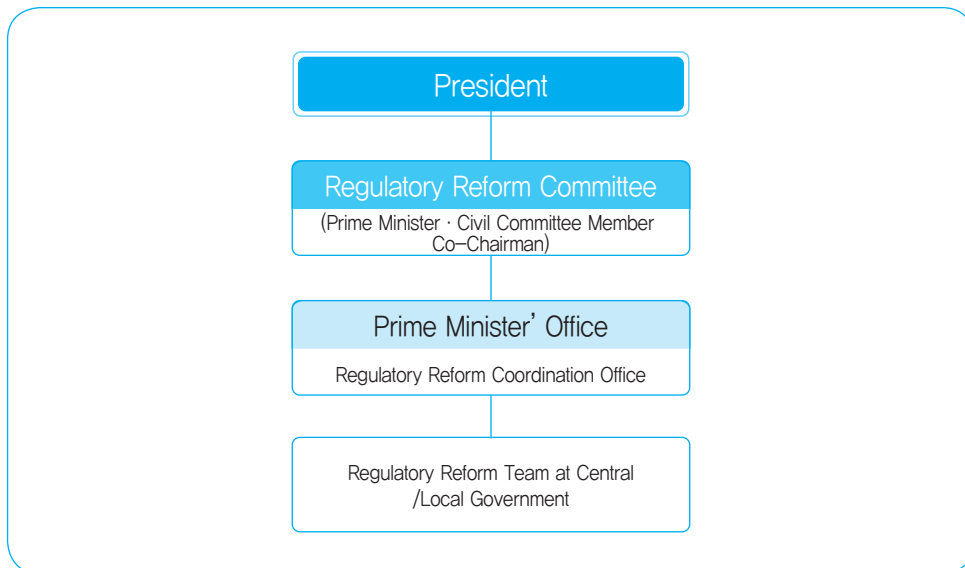 President
Regulatory Reform Committee
(Prime Minister · Civil Committee Member
Co-Chairman)
Prime Minister’ Office
Regulatory Reform Coordination Office
Regulatory Reform Team at Central
/Local Government